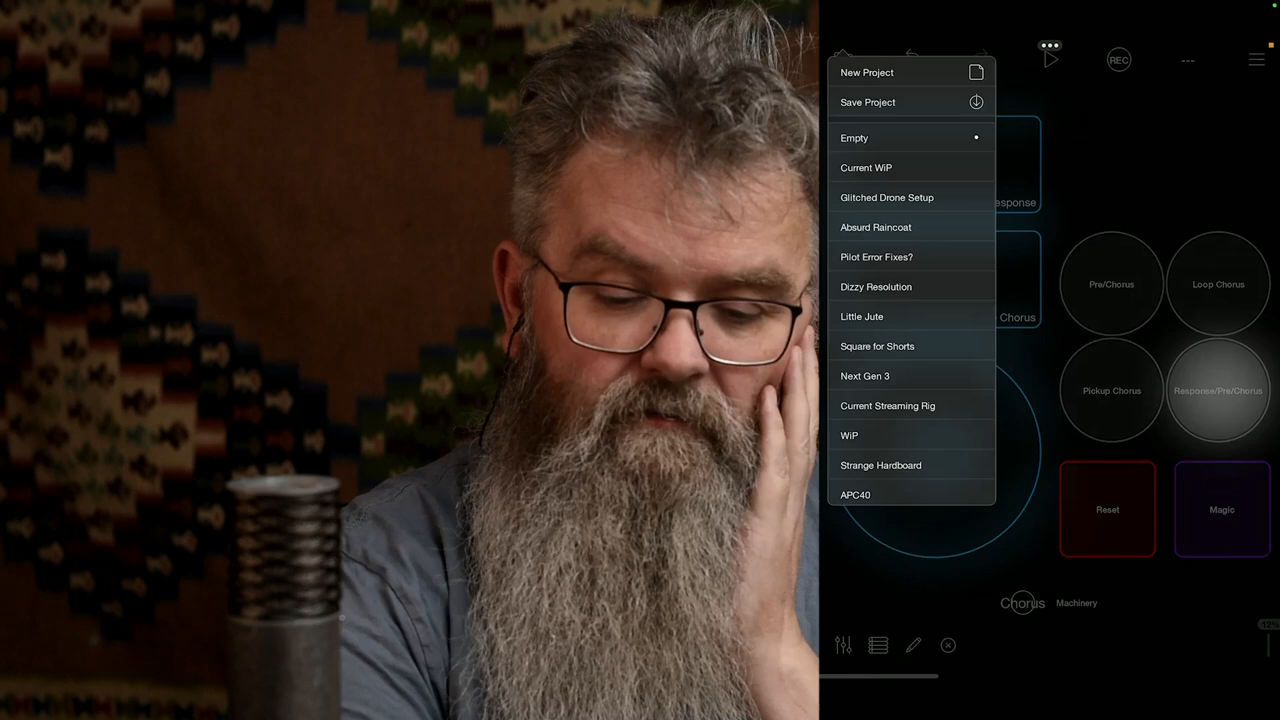 REC
---
New Project
Save Project
Empty
Current WiP
Glitched Drone Setup
Absurd Raincoat
Pilot Error Fixes?
Dizzy Resolution
Little Jute
Square for Shorts
Next Gen 3
Current Streaming Rig
WiP
Strange Hardboard
APC40
esponse
Chorus
Pre/Chorus
Loop Chorus
Pickup Chorus
Response/Pre/Chorus
Reset
Magic
Chorus
Machinery